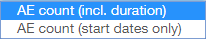 AE count (incl. duration)
AE count (start dates only)